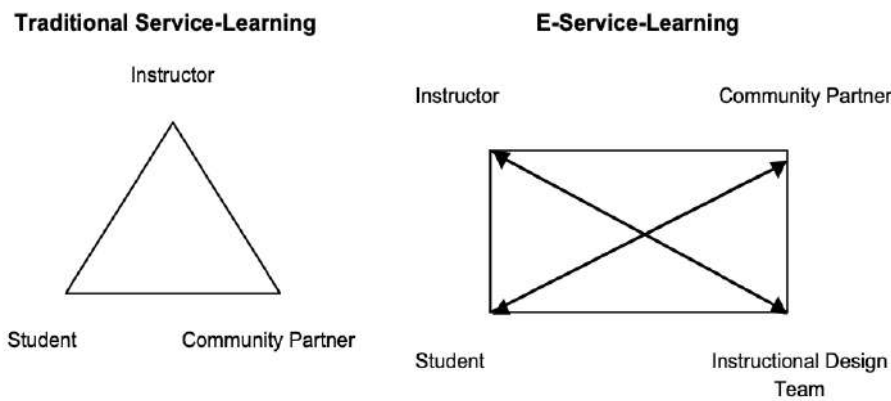 Traditional Service-Learning
Instructor
Student
Community Partner
E-Service-Learning
Instructor
Community Partner
Student
Instructional Design
Team